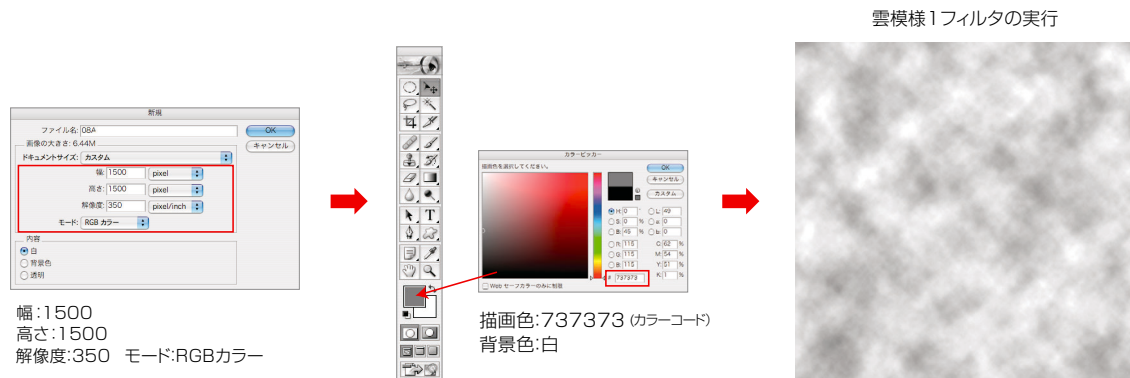 雲模様1フィルタの実行
新規
ファイル名: 08A
OK
画像の大きさ: 6.44M
キャンセル
ドキュメントサイズ: カスタム
幅: 1500 pixel
高さ: 1500 pixel
解像度: 350 pixel/inch
モード: RGB カラー
内容
白
背景色
透明
幅:1500
高さ:1500
解像度:350 モード:RGBカラー
T
カラーピッカー
描画色を選択してください。
OK
キャンセル
カスタム
H: 0 ° L: 49
S: 0 % a: 0
B: 45 % b: 0
R: 115 C: 62 %
G: 115 M: 54 %
B: 115 Y: 51 %
# 737373 K: 1 %
Web セーフカラーのみに制限
描画色:737373 (カラーコード)
背景色:白